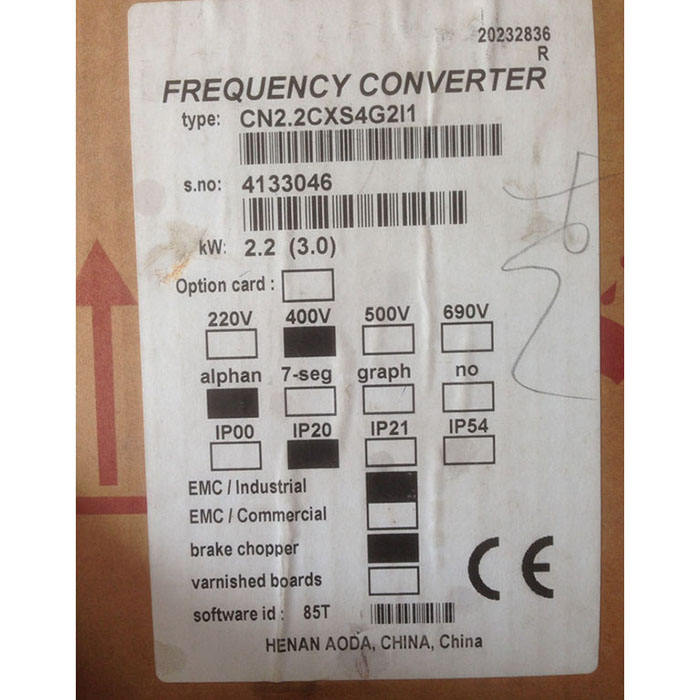 20232836
R
FREQUENCY CONVERTER
type: CN2.2CXS4G2I1
s.no: 4133046
kW: 2.2 (3.0)
Option card :
220V 400V 500V 690V
alphan 7-seg graph no
IP00 IP20 IP21 IP54
EMC / Industrial
EMC / Commercial
brake chopper
varnished boards
CE
software id : 85T
HENAN AODA, CHINA, China